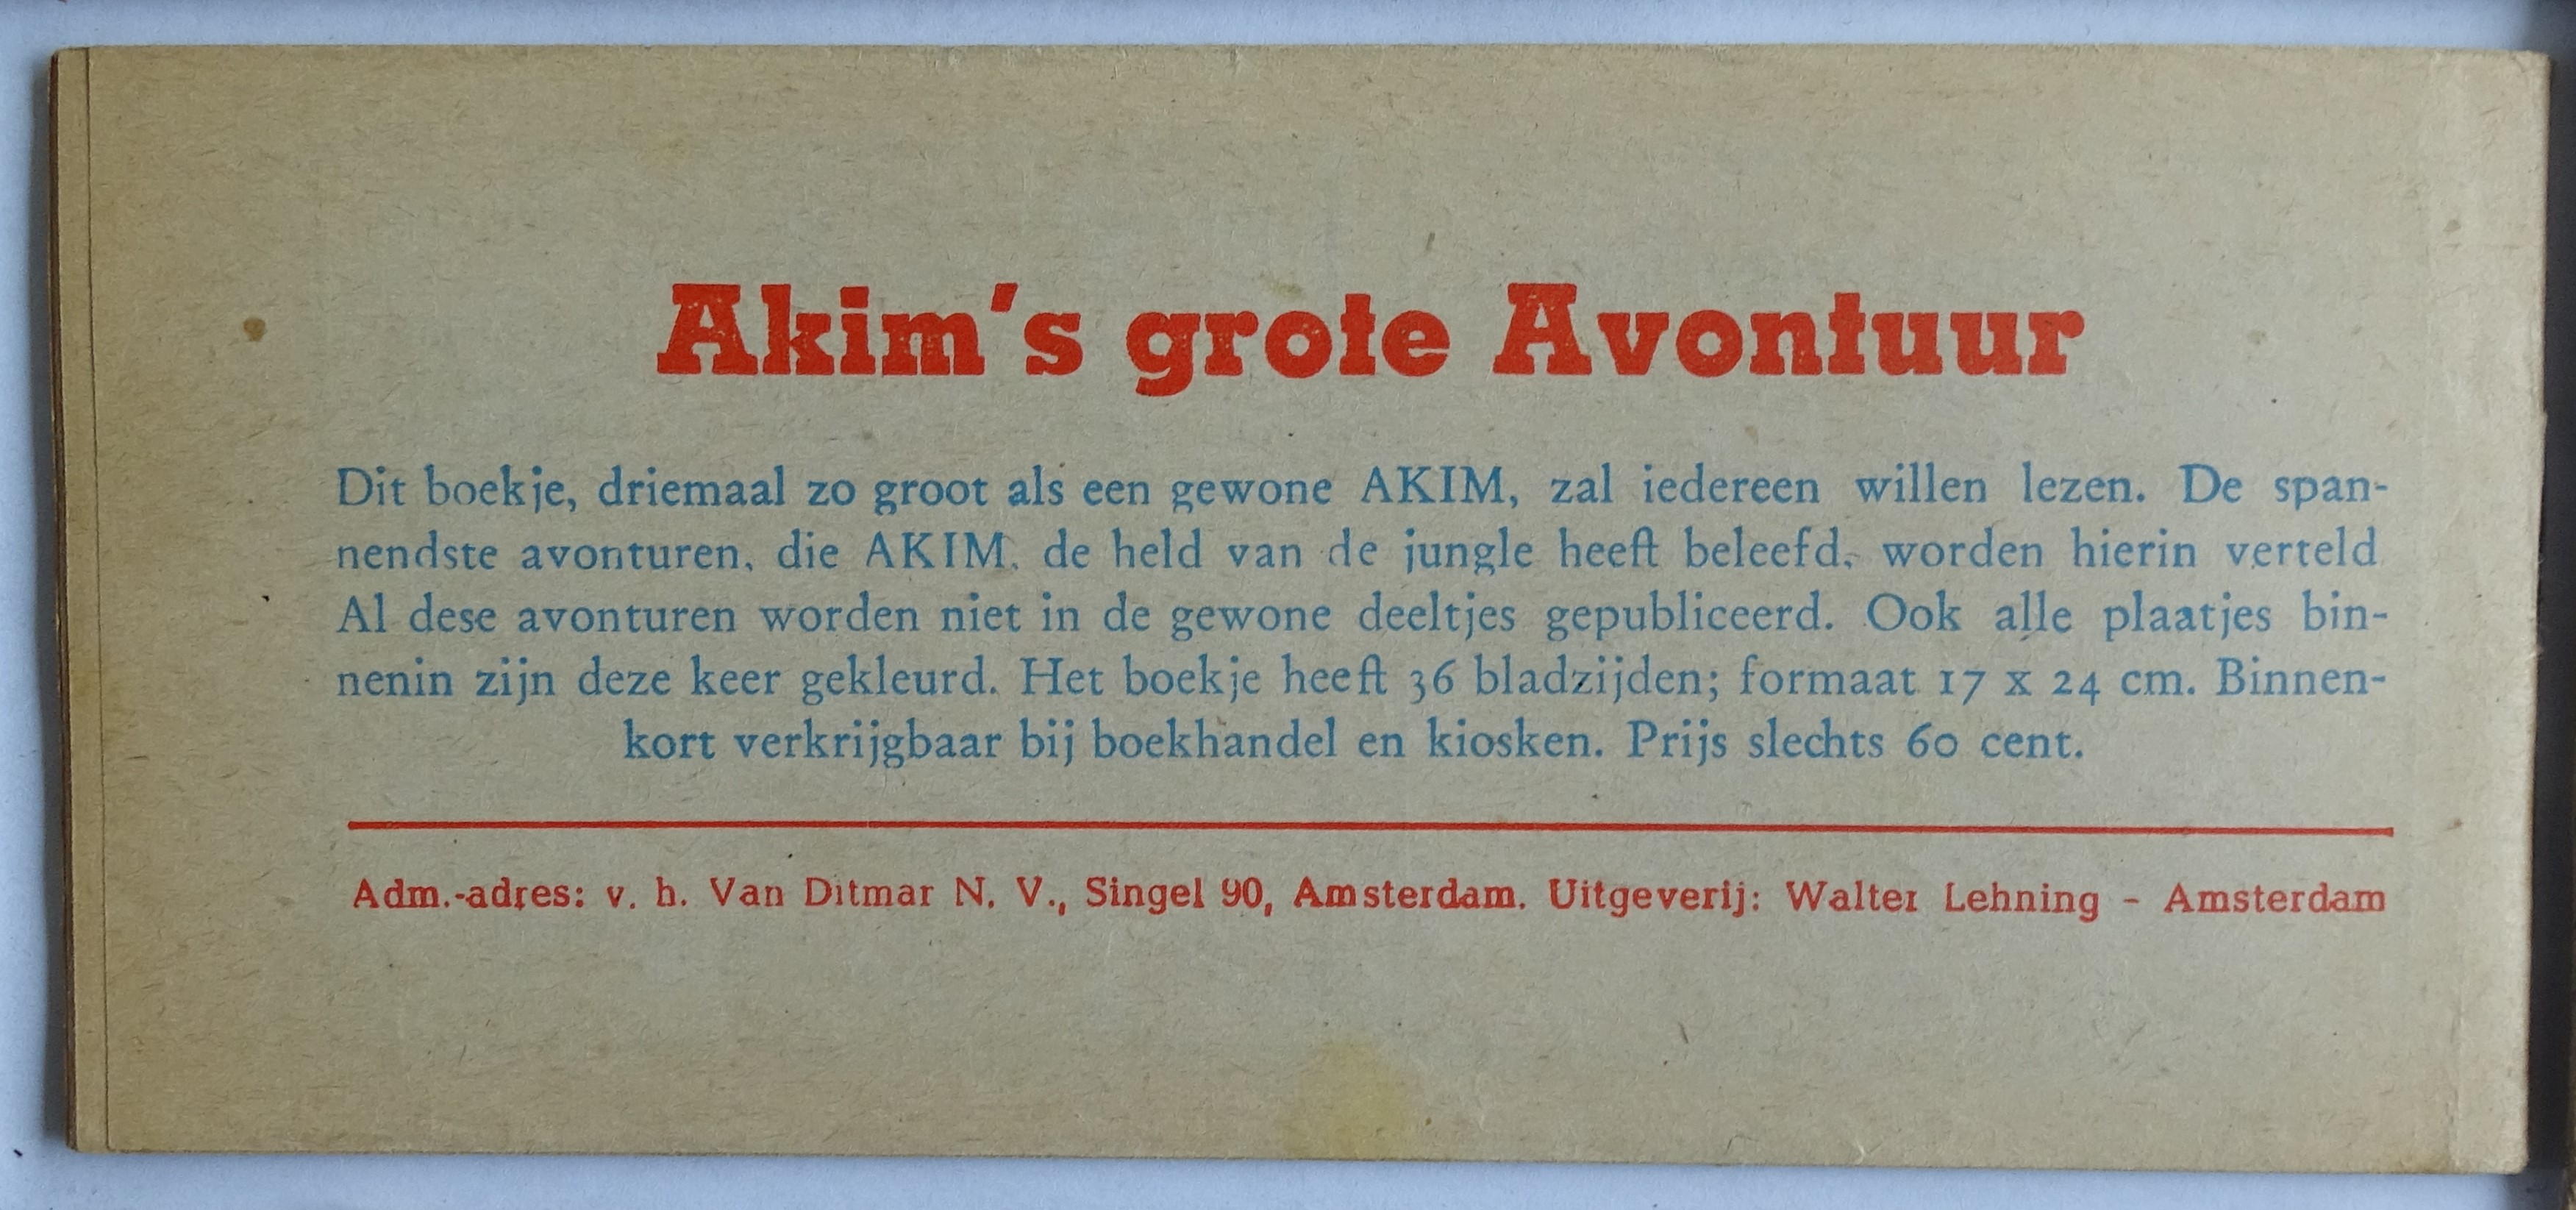 Akim's grote Avontuur
Dit boekje, driemaal zo groot als een gewone AKIM, zal iedereen willen lezen. De span-
nendste avonturen, die AKIM, de held van de jungle heeft beleefd, worden hierin verteld
Al dese avonturen worden niet in de gewone deeltjes gepubliceerd. Ook alle plaatjes bin-
nenin zijn deze keer gekleurd. Het boekje heeft 36 bladzijden; formaat 17 x 24 cm. Binnen-
kort verkrijgbaar bij boekhandel en kiosken. Prijs slechts 60 cent.
Adm.-adres: v. h. Van Ditmar N. V., Singel 90, Amsterdam. Uitgeverij: Walter Lehning - Amsterdam